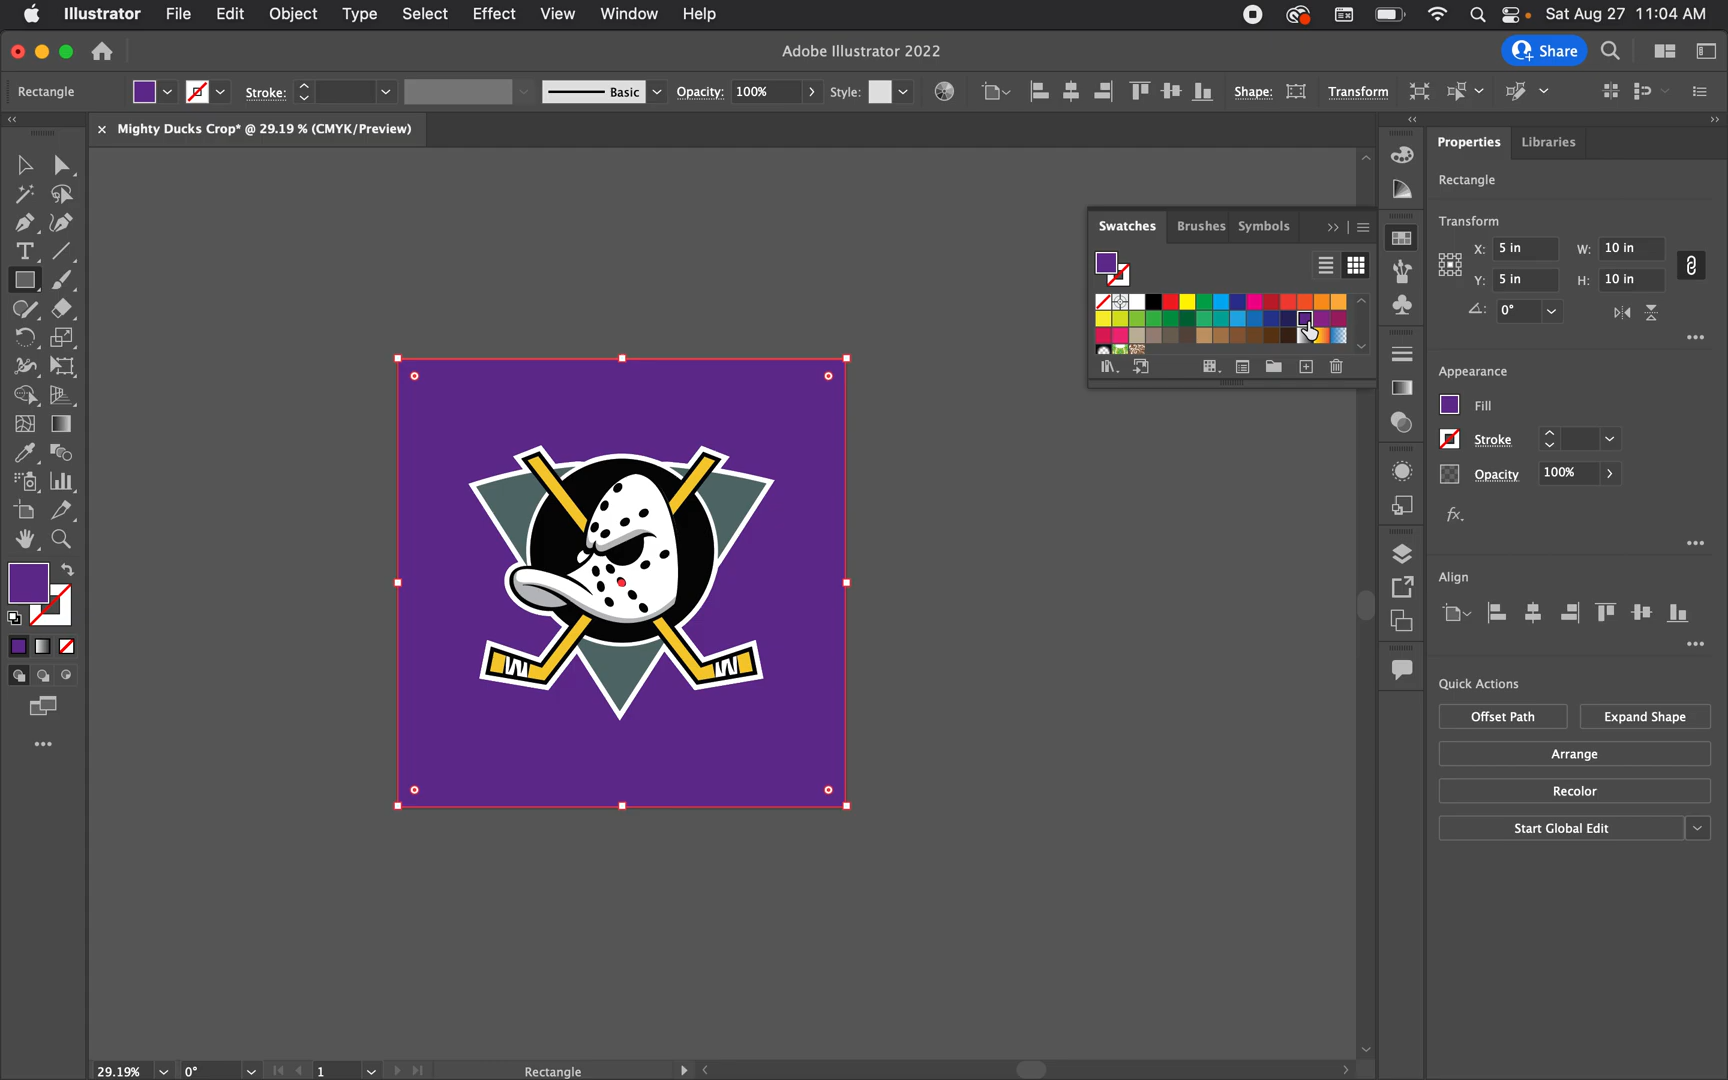 Illustrator File Edit Object Type Select Effect View Window Help Sat Aug 27 11:04 AM
Adobe Illustrator 2022 Share
Rectangle Stroke: Basic Opacity: 100% Style: Shape: Transform
Mighty Ducks Crop* @ 29.19 % (CMYK/Preview)
Properties Libraries
Rectangle
Transform
X: 5 in W: 10 in
Y: 5 in H: 10 in
0°
Swatches Brushes Symbols
Appearance
Fill
Stroke
Opacity 100%
fx.
Align
Quick Actions
Offset Path Expand Shape
Arrange
Recolor
Start Global Edit
29.19% 0° 1 Rectangle